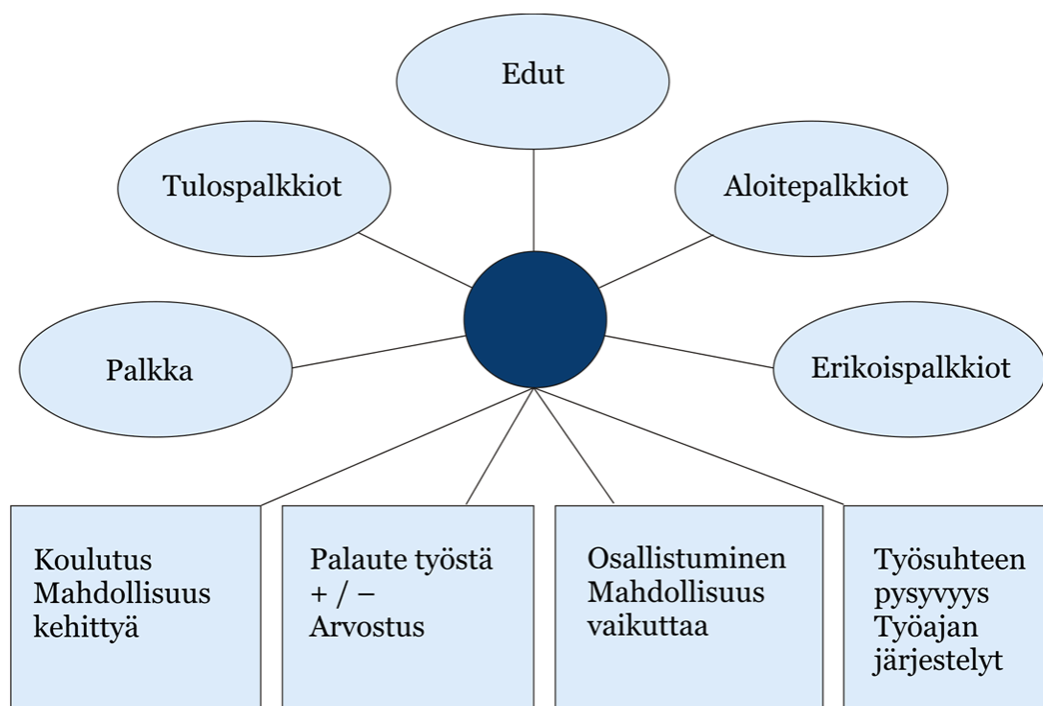 Edut
Tulospalkkiot
Aloitepalkkiot
Palkka
Erikoispalkkiot
Koulutus
Mahdollisuus
kehittyä
Palaute työstä
+ / –
Arvostus
Osallistuminen
Mahdollisuus
vaikuttaa
Työsuhteen
pysyvyys
Työajan
järjestelyt